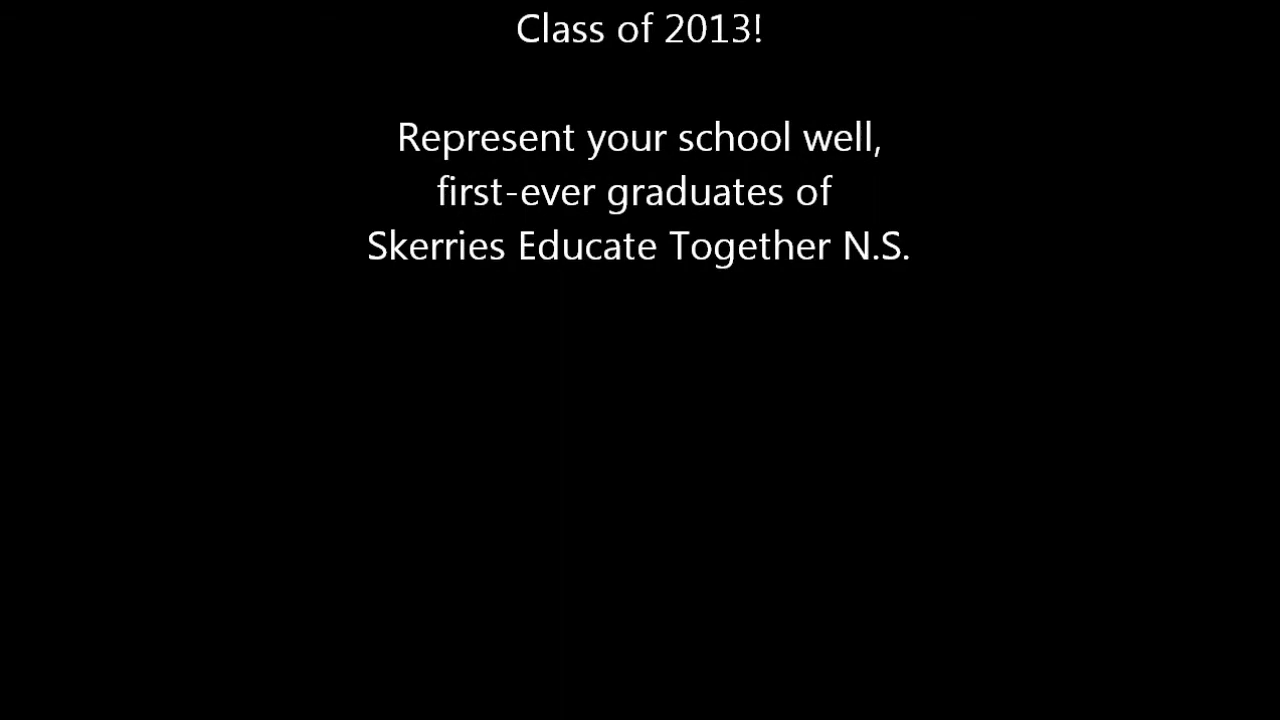 Class of 2013!
Represent your school well,
first-ever graduates of
Skerries Educate Together N.S.